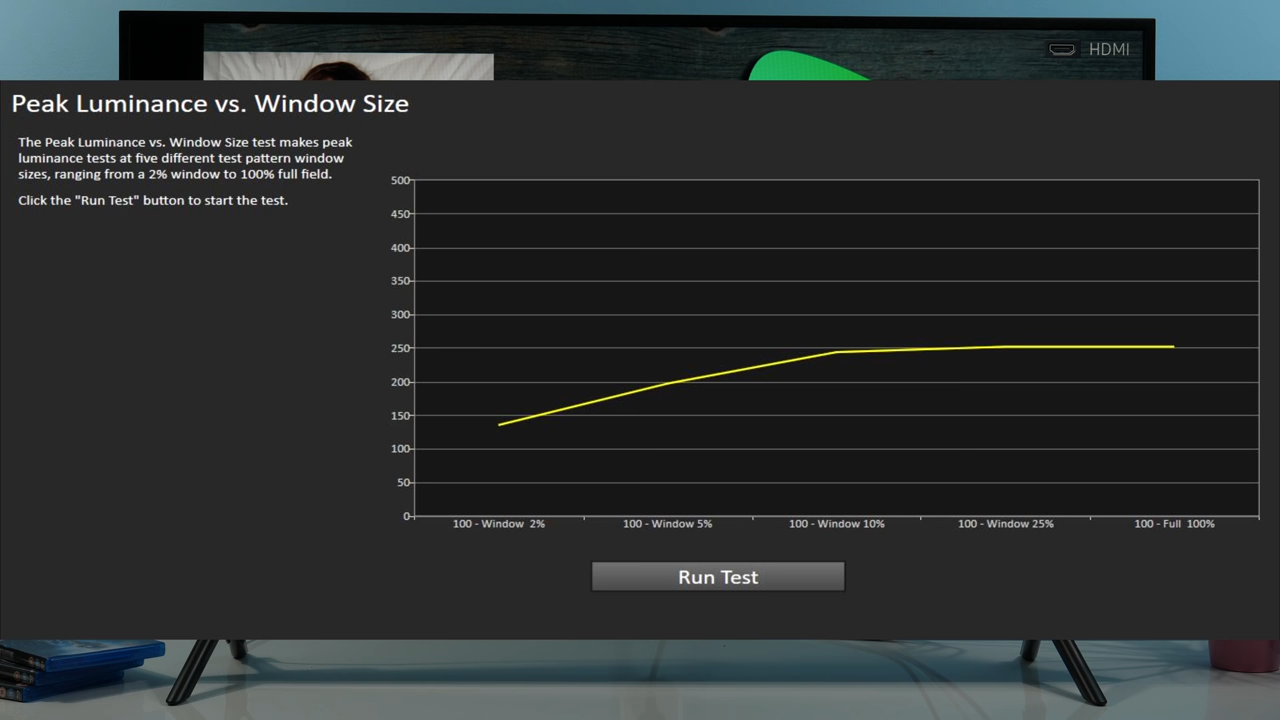 HDMI
Peak Luminance vs. Window Size
The Peak Luminance vs. Window Size test makes peak
luminance tests at five different test pattern window
sizes, ranging from a 2% window to 100% full field.
Click the "Run Test" button to start the test.
500
450
400
350
300
250
200
150
100
50
0
100 - Window  2%
100 - Window 5%
100 - Window 10%
100 - Window 25%
100 - Full  100%
Run Test